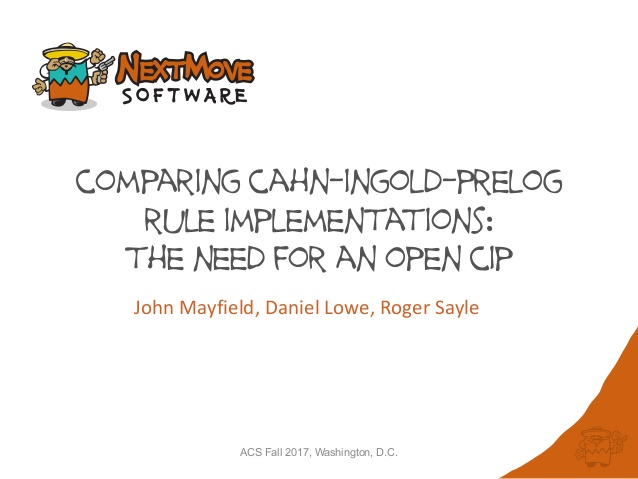 NEXTMOVE
SOFTWARE
COMPARING CAHN-INGOLD-PRELOG
RULE IMPLEMENTATIONS:
THE NEED FOR AN OPEN CIP
John Mayfield, Daniel Lowe, Roger Sayle
ACS Fall 2017, Washington, D.C.